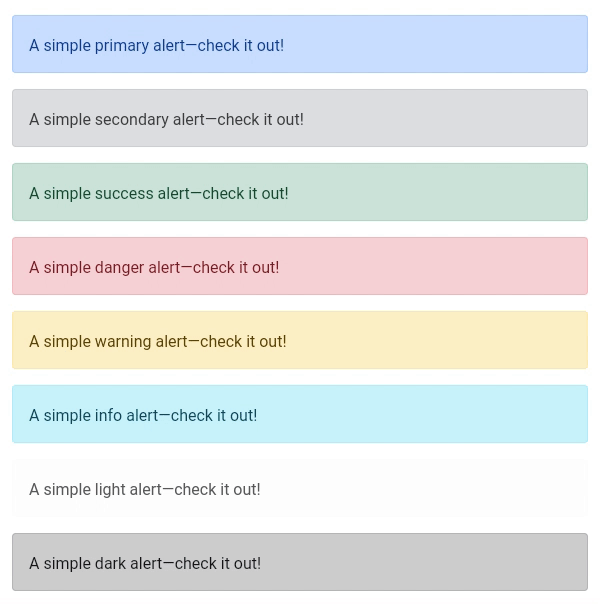 A simple primary alert—check it out!
A simple secondary alert—check it out!
A simple success alert—check it out!
A simple danger alert—check it out!
A simple warning alert—check it out!
A simple info alert—check it out!
A simple light alert—check it out!
A simple dark alert—check it out!